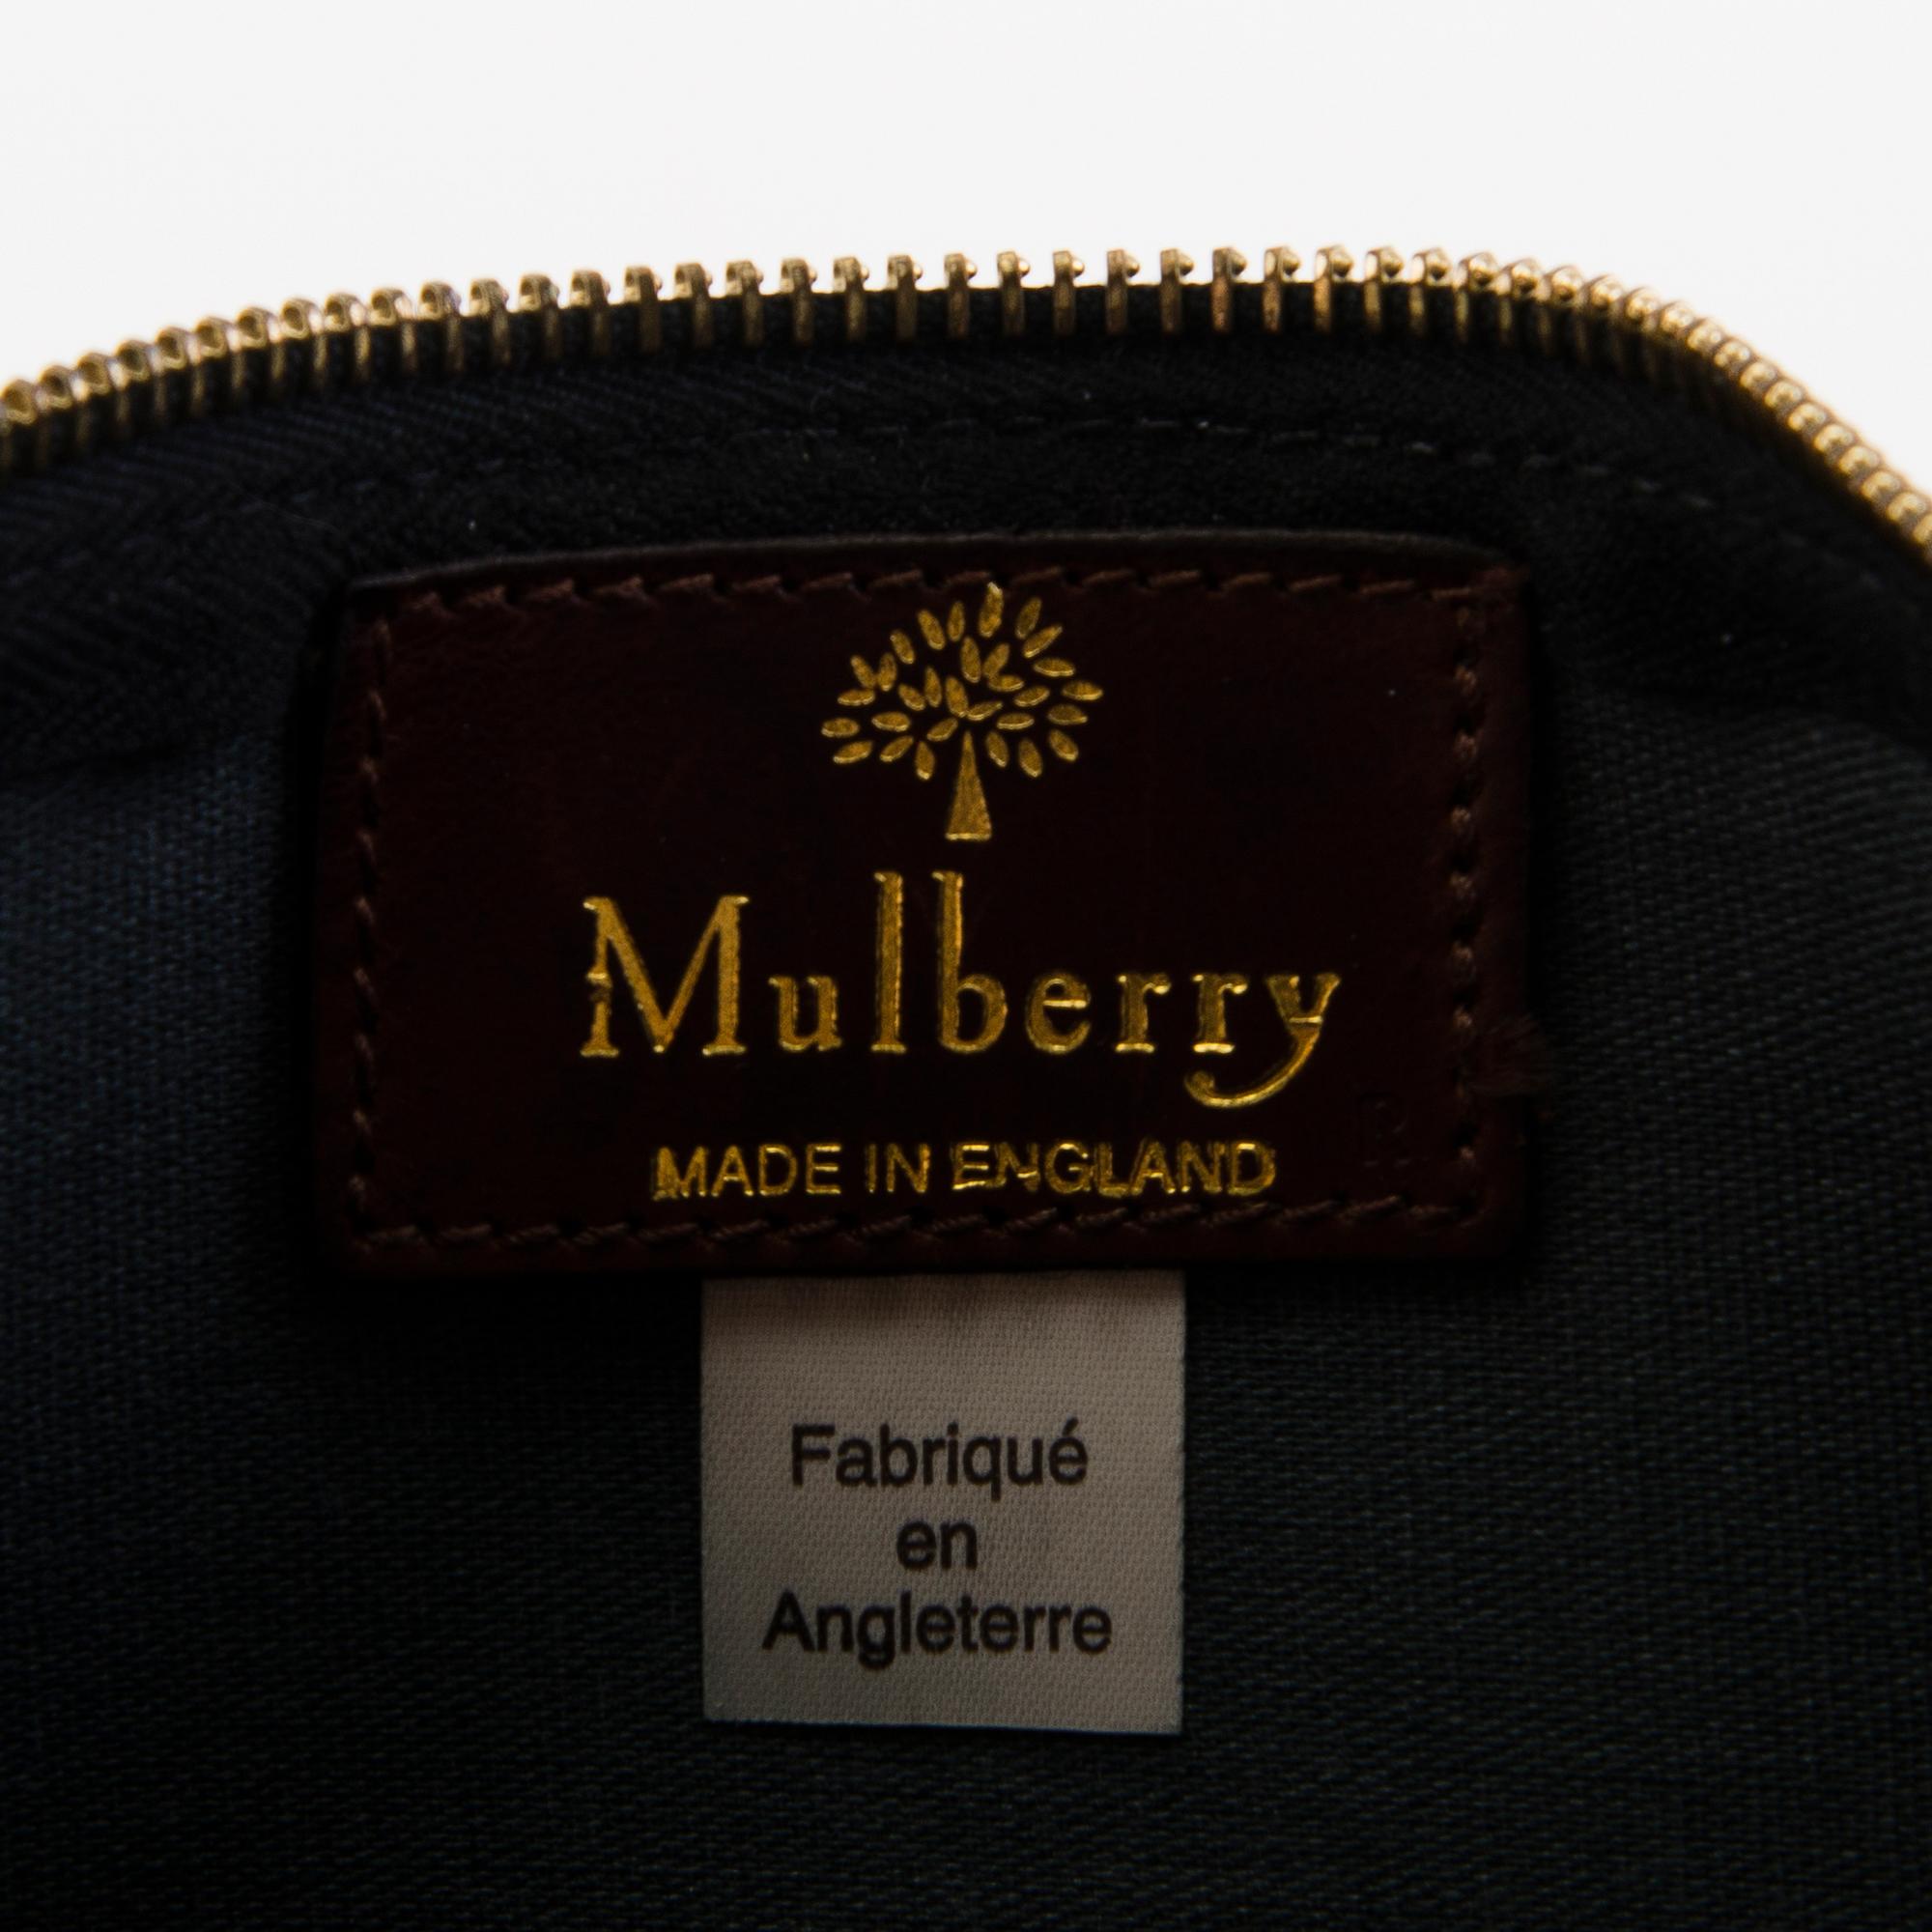 Mulberry
MADE IN ENGLAND
Fabriqué
en
Angleterre